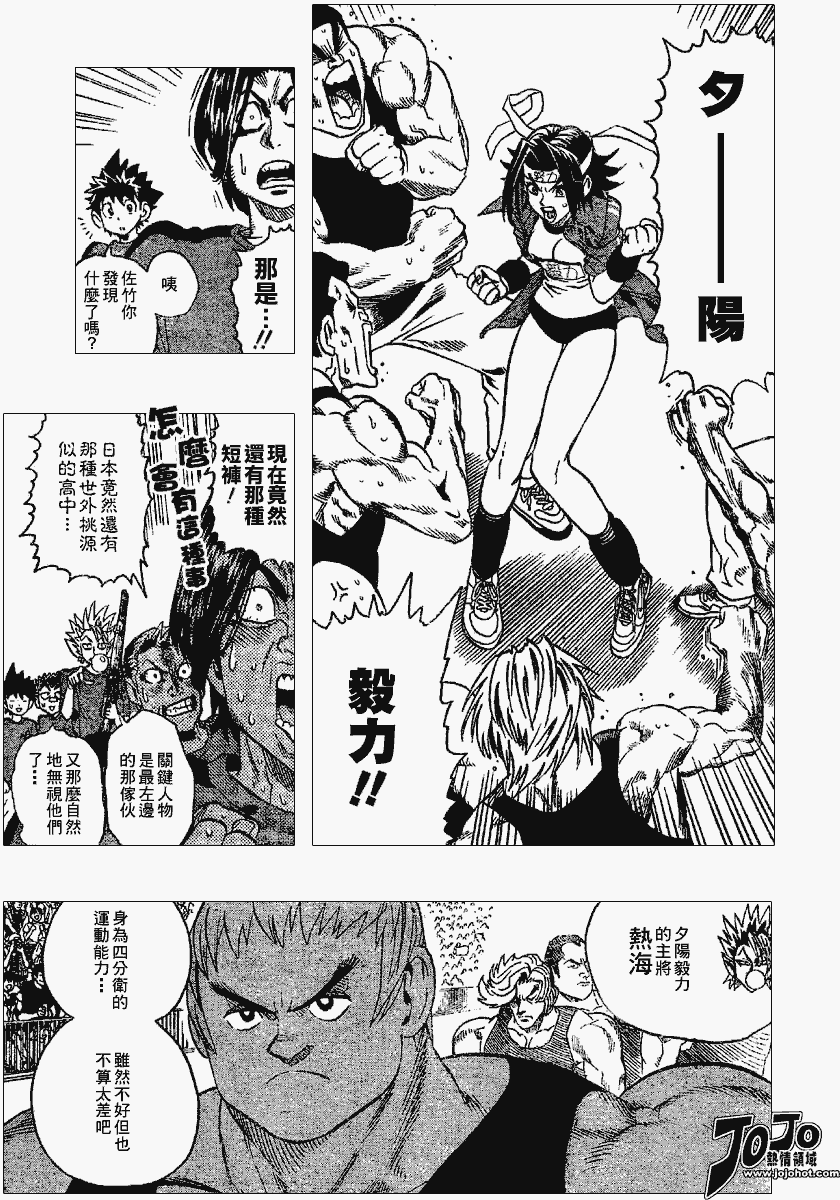 夕——陽
毅力!!
那是…!!
咦
佐竹你
發現
什麼了嗎？
現在竟然
還有那種
短褲！
怎麼會有這種事
日本竟然還有
那種世外桃源
似的高中…
關鍵人物
是最左邊
的那傢伙
又那麼自然
地無視他們
了…
夕陽毅力
的主將
熱海
身為四分衛的
運動能力…
雖然不好但也
不算太差吧
JOJO
熱情領域
www.jojohot.com